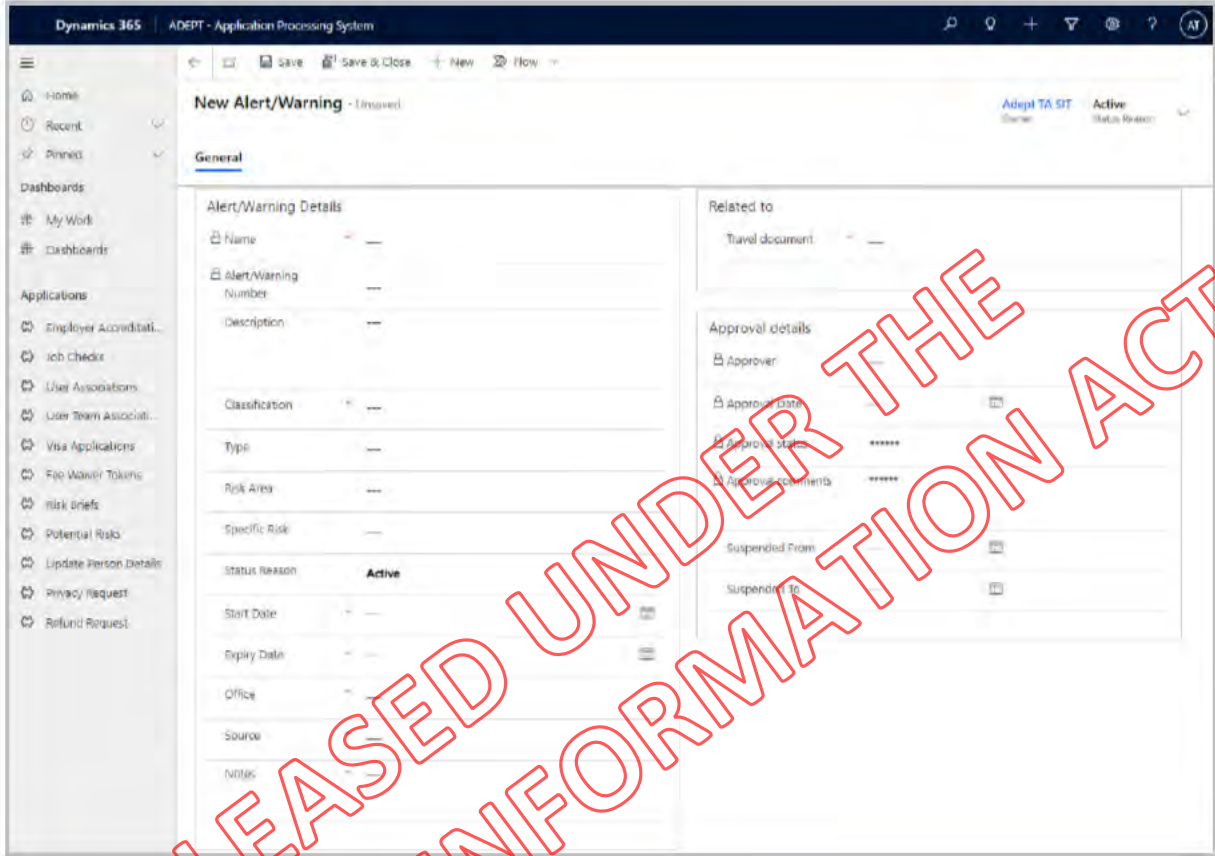 Dynamics 365 ADEPT - Application Processing System AT
Save Save & Close New Flow
Home
Recent
Pinned
Dashboards
My Work
Dashboards
Applications
Employer Accreditati...
Job Checks
User Associations
User Team Associati...
Visa Applications
Fee Waiver Tokens
Risk Briefs
Potential Risks
Update Person Details
Privacy Request
Refund Request
New Alert/Warning - Unsaved
Adept TA SIT Active
Owner Status Reason
General
Alert/Warning Details
Name * ---
Alert/Warning
Number ---
Description ---
Classification * ---
Type ---
Risk Area ---
Specific Risk ---
Status Reason Active
Start Date * ---
Expiry Date * ---
Office * ---
Source ---
Notes * ---
Related to
Travel document * ---
Approval details
Approver ---
Approval Date ---
Approval status ******
Approval comments ******
Suspended From ---
Suspended To ---
LEASED UNDER THE
INFORMATION ACT